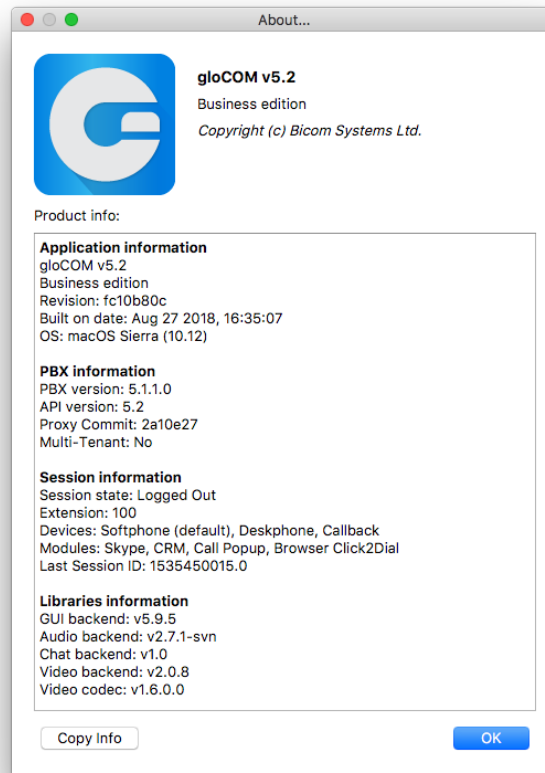 About...
gloCOM v5.2
Business edition
Copyright (c) Bicom Systems Ltd.
Product info:
Application information
gloCOM v5.2
Business edition
Revision: fc10b80c
Built on date: Aug 27 2018, 16:35:07
OS: macOS Sierra (10.12)
PBX information
PBX version: 5.1.1.0
API version: 5.2
Proxy Commit: 2a10e27
Multi-Tenant: No
Session information
Session state: Logged Out
Extension: 100
Devices: Softphone (default), Deskphone, Callback
Modules: Skype, CRM, Call Popup, Browser Click2Dial
Last Session ID: 1535450015.0
Libraries information
GUI backend: v5.9.5
Audio backend: v2.7.1-svn
Chat backend: v1.0
Video backend: v2.0.8
Video codec: v1.6.0.0
Copy Info
OK